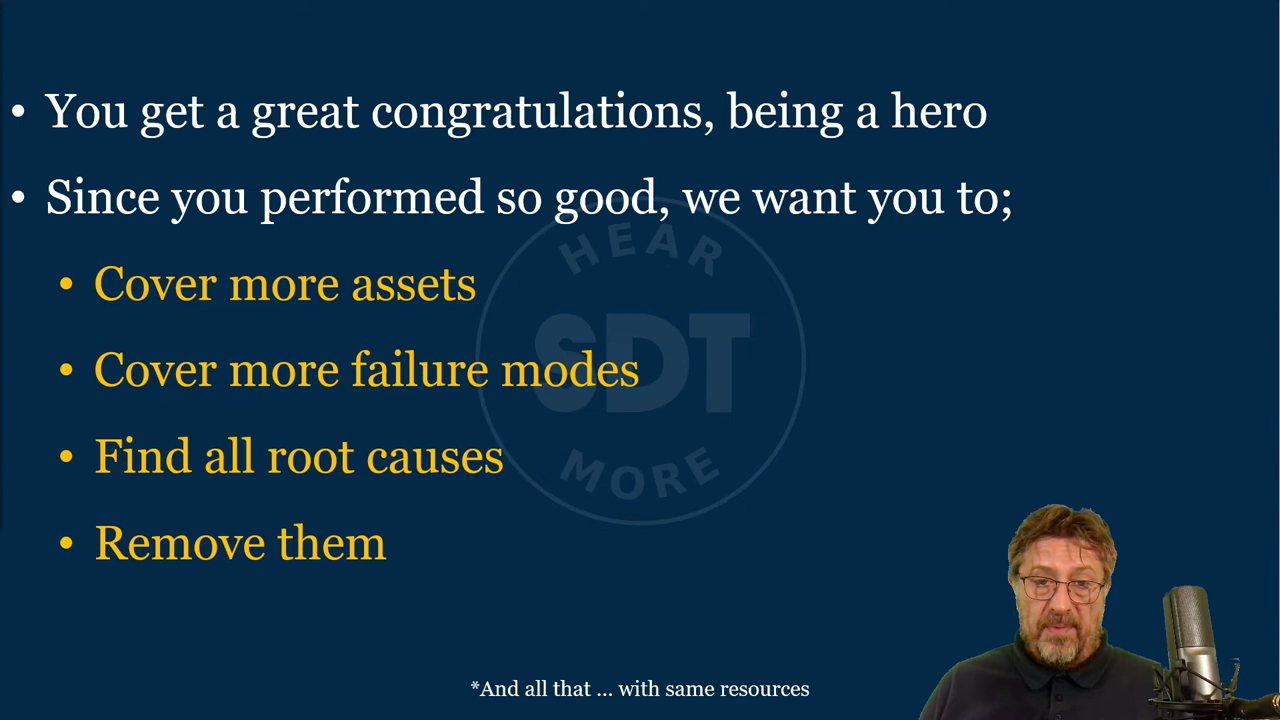 • You get a great congratulations, being a hero
• Since you performed so good, we want you to;
• Cover more assets
• Cover more failure modes
• Find all root causes
• Remove them
HEAR
SDT
MORE
*And all that ... with same resources